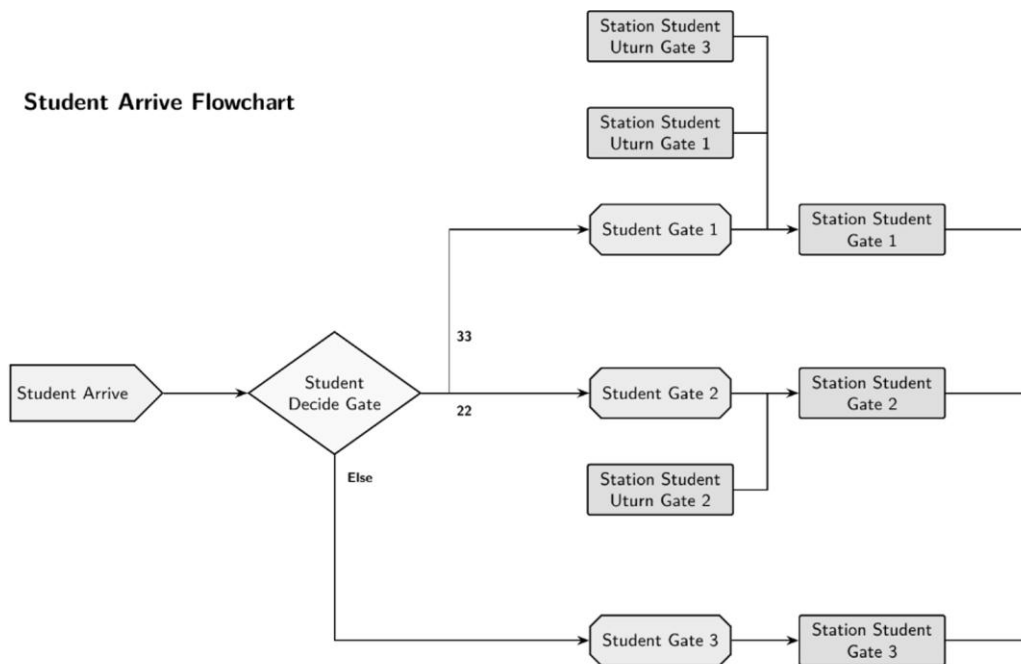 Station Student
Uturn Gate 3
Student Arrive Flowchart
Station Student
Uturn Gate 1
Student Gate 1
Station Student
Gate 1
33
Student Arrive
Student
Decide Gate
22
Student Gate 2
Station Student
Gate 2
Else
Station Student
Uturn Gate 2
Student Gate 3
Station Student
Gate 3